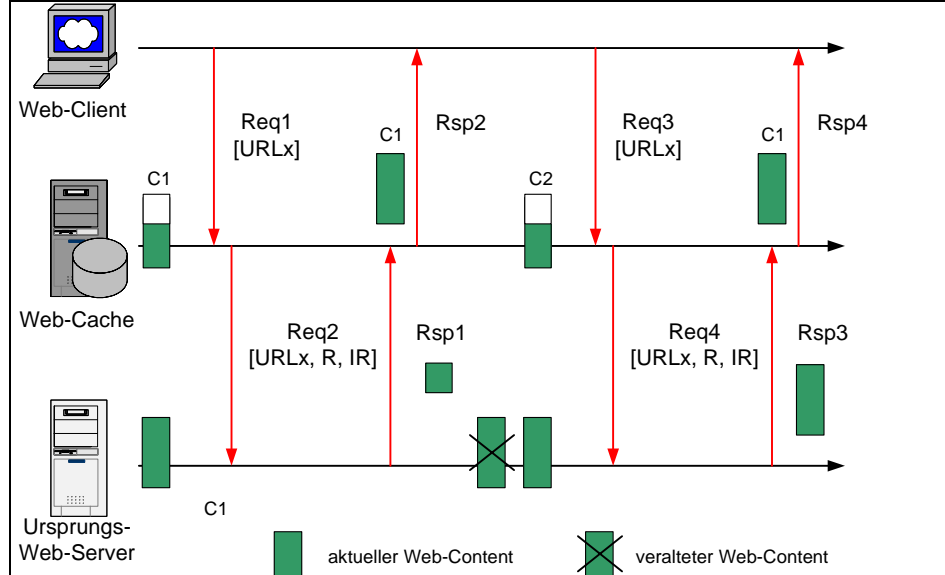 Web-Client
Req1
[URLx]
C1
Rsp2
Req3
[URLx]
C1
Rsp4
C1
C2
Web-Cache
Req2
[URLx, R, IR]
Rsp1
Req4
[URLx, R, IR]
Rsp3
C1
Ursprungs-
Web-Server
aktueller Web-Content
veralteter Web-Content